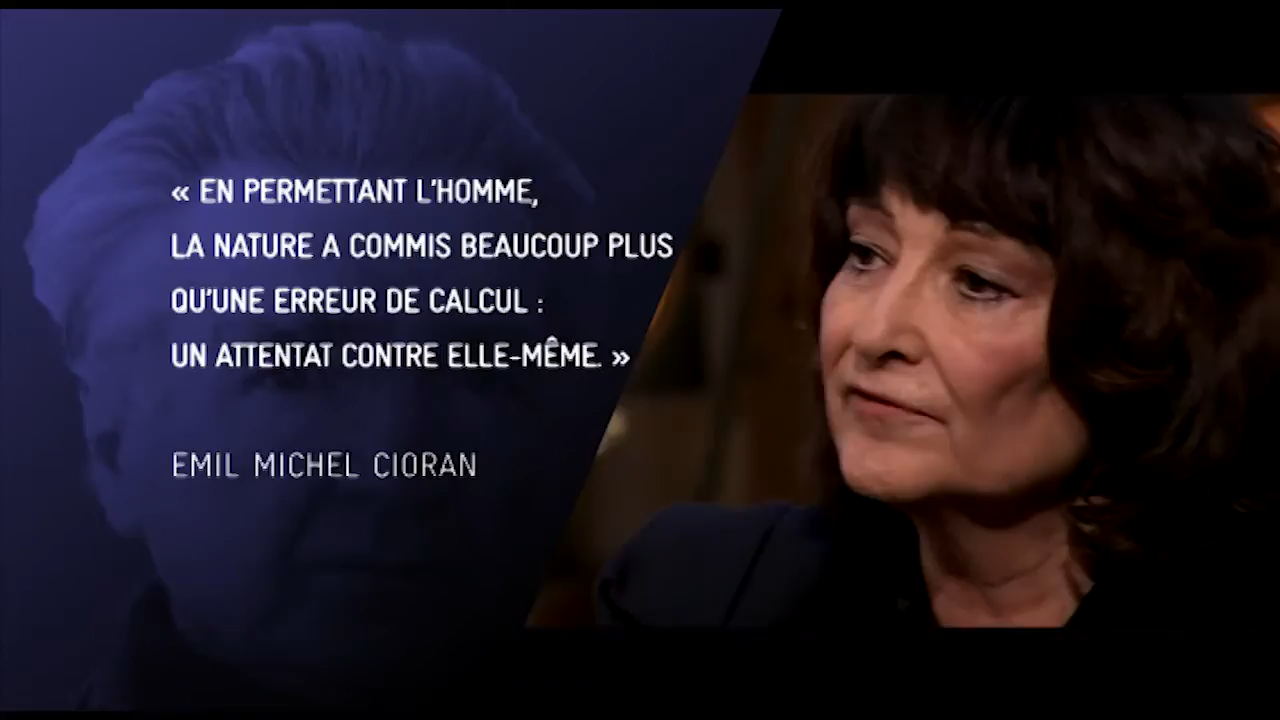 « EN PERMETTANT L'HOMME,
LA NATURE A COMMIS BEAUCOUP PLUS
QU'UNE ERREUR DE CALCUL :
UN ATTENTAT CONTRE ELLE-MÊME. »
EMIL MICHEL CIORAN